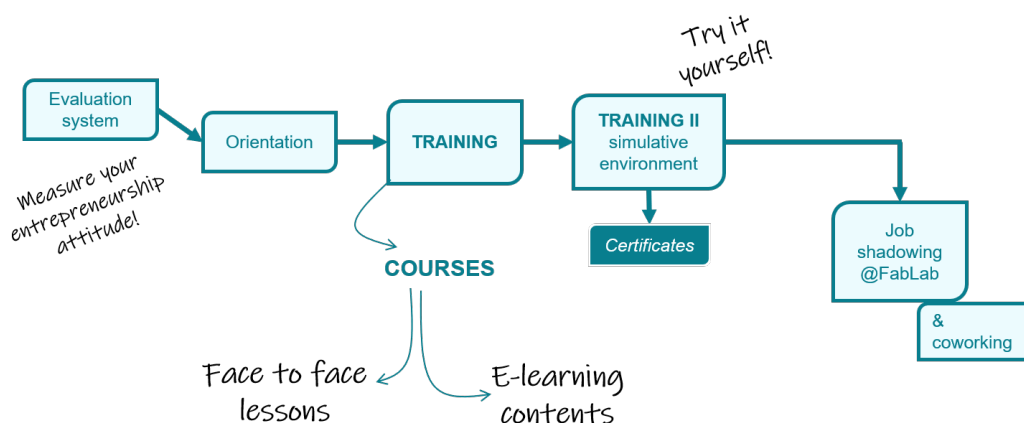 Try it
yourself!
Evaluation
system
Orientation
TRAINING
TRAINING II
simulative
environment
Measure your
entrepreneurship
attitude!
Certificates
Job
shadowing
@FabLab
&
coworking
COURSES
Face to face
lessons
E-learning
contents